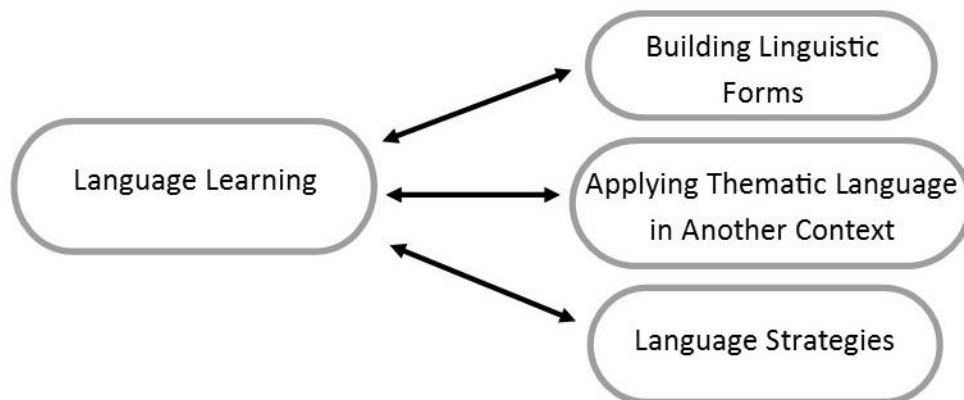 Language Learning
Building Linguistic
Forms
Applying Thematic Language
in Another Context
Language Strategies